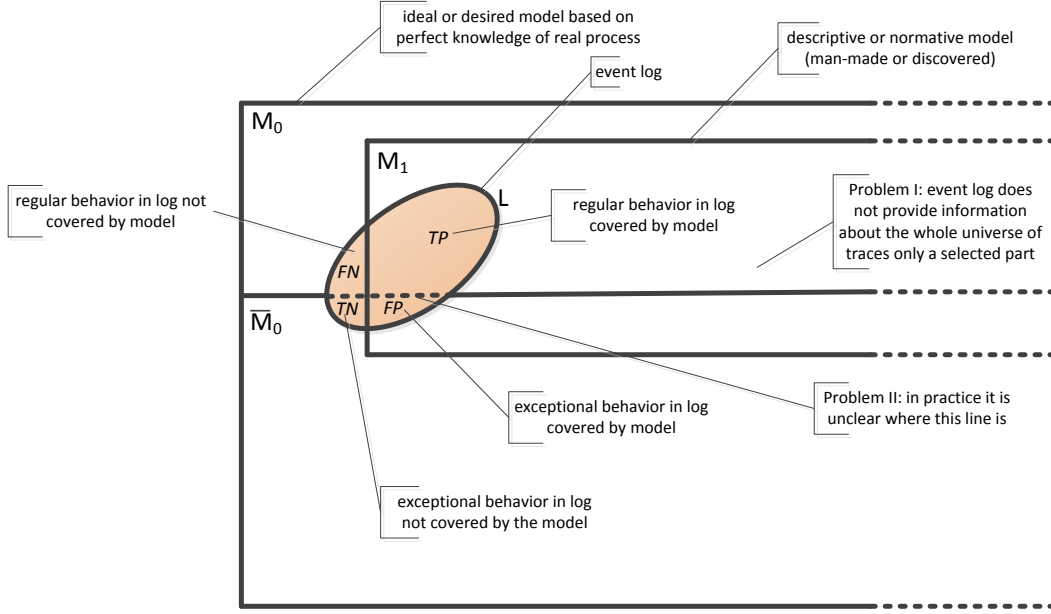 ideal or desired model based on
perfect knowledge of real process
descriptive or normative model
(man-made or discovered)
event log
M₀
M₁
L
regular behavior in log not
covered by model
regular behavior in log
covered by model
Problem I: event log does
not provide information
about the whole universe of
traces only a selected part
TP
FN
TN
FP
M̅₀
exceptional behavior in log
covered by model
Problem II: in practice it is
unclear where this line is
exceptional behavior in log
not covered by the model